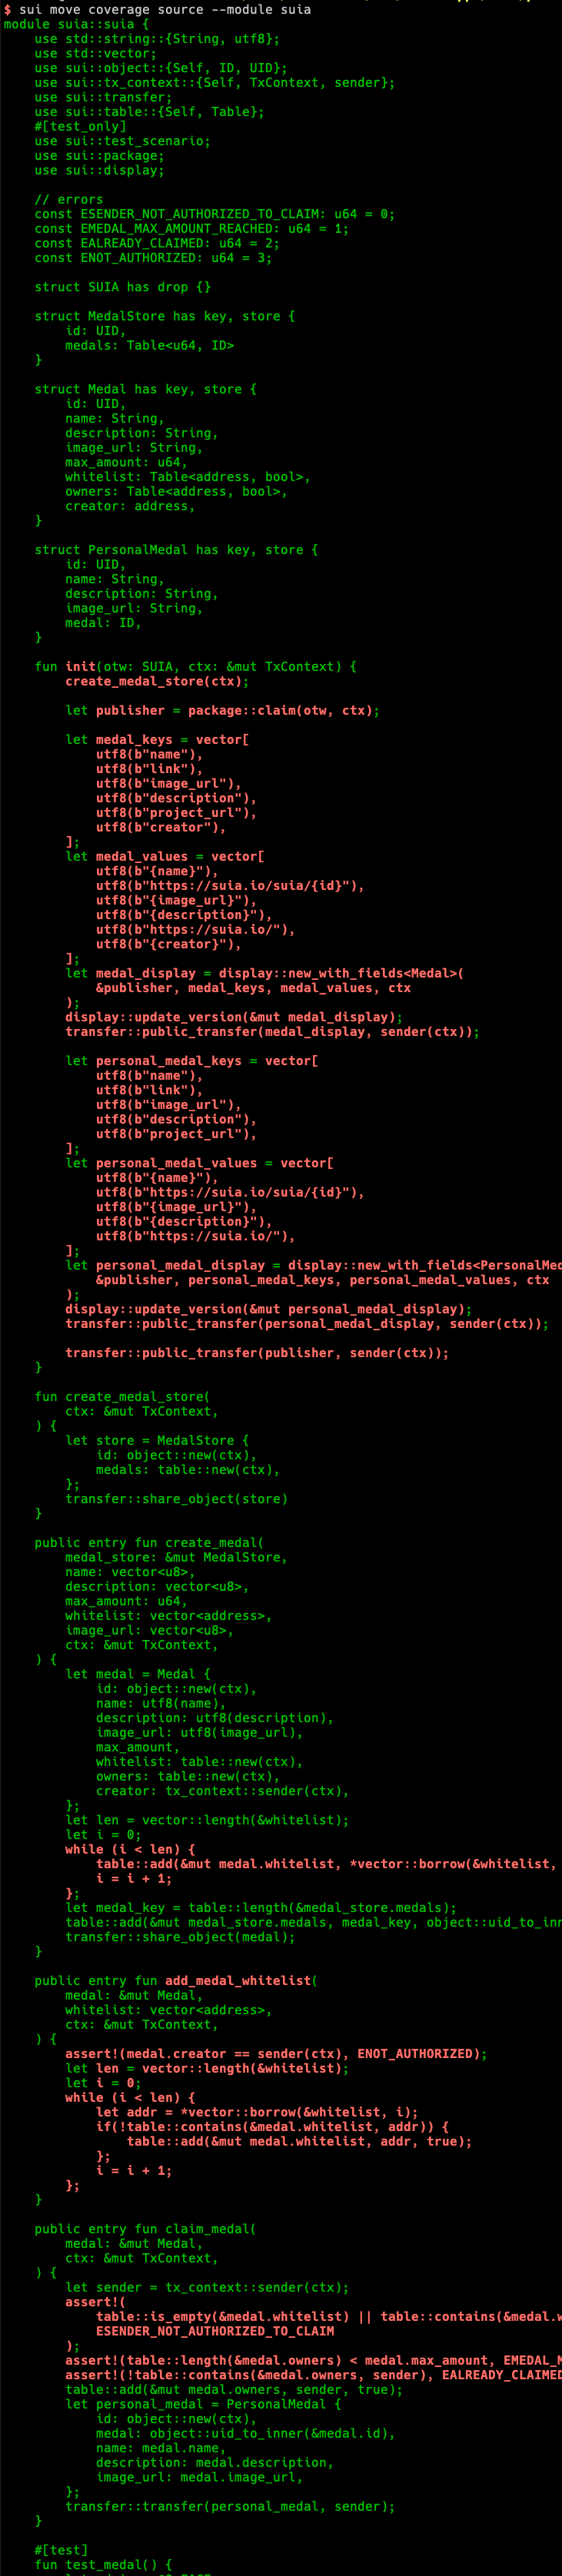 $ sui move coverage source --module suia
module suia::suia {
    use std::string::{String, utf8};
    use std::vector;
    use sui::object::{Self, ID, UID};
    use sui::tx_context::{Self, TxContext, sender};
    use sui::transfer;
    use sui::table::{Self, Table};
    #[test_only]
    use sui::test_scenario;
    use sui::package;
    use sui::display;

    // errors
    const ESENDER_NOT_AUTHORIZED_TO_CLAIM: u64 = 0;
    const EMEDAL_MAX_AMOUNT_REACHED: u64 = 1;
    const EALREADY_CLAIMED: u64 = 2;
    const ENOT_AUTHORIZED: u64 = 3;

    struct SUIA has drop {}

    struct MedalStore has key, store {
        id: UID,
        medals: Table<u64, ID>
    }

    struct Medal has key, store {
        id: UID,
        name: String,
        description: String,
        image_url: String,
        max_amount: u64,
        whitelist: Table<address, bool>,
        owners: Table<address, bool>,
        creator: address,
    }

    struct PersonalMedal has key, store {
        id: UID,
        name: String,
        description: String,
        image_url: String,
        medal: ID,
    }

    fun init(otw: SUIA, ctx: &mut TxContext) {
        create_medal_store(ctx);

        let publisher = package::claim(otw, ctx);

        let medal_keys = vector[
            utf8(b"name"),
            utf8(b"link"),
            utf8(b"image_url"),
            utf8(b"description"),
            utf8(b"project_url"),
            utf8(b"creator"),
        ];
        let medal_values = vector[
            utf8(b"{name}"),
            utf8(b"https://suia.io/suia/{id}"),
            utf8(b"{image_url}"),
            utf8(b"{description}"),
            utf8(b"https://suia.io/"),
            utf8(b"{creator}"),
        ];
        let medal_display = display::new_with_fields<Medal>(
            &publisher, medal_keys, medal_values, ctx
        );
        display::update_version(&mut medal_display);
        transfer::public_transfer(medal_display, sender(ctx));

        let personal_medal_keys = vector[
            utf8(b"name"),
            utf8(b"link"),
            utf8(b"image_url"),
            utf8(b"description"),
            utf8(b"project_url"),
        ];
        let personal_medal_values = vector[
            utf8(b"{name}"),
            utf8(b"https://suia.io/suia/{id}"),
            utf8(b"{image_url}"),
            utf8(b"{description}"),
            utf8(b"https://suia.io/"),
        ];
        let personal_medal_display = display::new_with_fields<PersonalMed
            &publisher, personal_medal_keys, personal_medal_values, ctx
        );
        display::update_version(&mut personal_medal_display);
        transfer::public_transfer(personal_medal_display, sender(ctx));

        transfer::public_transfer(publisher, sender(ctx));
    }

    fun create_medal_store(
        ctx: &mut TxContext,
    ) {
        let store = MedalStore {
            id: object::new(ctx),
            medals: table::new(ctx),
        };
        transfer::share_object(store)
    }

    public entry fun create_medal(
        medal_store: &mut MedalStore,
        name: vector<u8>,
        description: vector<u8>,
        max_amount: u64,
        whitelist: vector<address>,
        image_url: vector<u8>,
        ctx: &mut TxContext,
    ) {
        let medal = Medal {
            id: object::new(ctx),
            name: utf8(name),
            description: utf8(description),
            image_url: utf8(image_url),
            max_amount,
            whitelist: table::new(ctx),
            owners: table::new(ctx),
            creator: tx_context::sender(ctx),
        };
        let len = vector::length(&whitelist);
        let i = 0;
        while (i < len) {
            table::add(&mut medal.whitelist, *vector::borrow(&whitelist,
            i = i + 1;
        };
        let medal_key = table::length(&medal_store.medals);
        table::add(&mut medal_store.medals, medal_key, object::uid_to_inn
        transfer::share_object(medal);
    }

    public entry fun add_medal_whitelist(
        medal: &mut Medal,
        whitelist: vector<address>,
        ctx: &mut TxContext,
    ) {
        assert!(medal.creator == sender(ctx), ENOT_AUTHORIZED);
        let len = vector::length(&whitelist);
        let i = 0;
        while (i < len) {
            let addr = *vector::borrow(&whitelist, i);
            if(!table::contains(&medal.whitelist, addr)) {
                table::add(&mut medal.whitelist, addr, true);
            };
            i = i + 1;
        };
    }

    public entry fun claim_medal(
        medal: &mut Medal,
        ctx: &mut TxContext,
    ) {
        let sender = tx_context::sender(ctx);
        assert!(
            table::is_empty(&medal.whitelist) || table::contains(&medal.w
            ESENDER_NOT_AUTHORIZED_TO_CLAIM
        );
        assert!(table::length(&medal.owners) < medal.max_amount, EMEDAL_M
        assert!(!table::contains(&medal.owners, sender), EALREADY_CLAIMED
        table::add(&mut medal.owners, sender, true);
        let personal_medal = PersonalMedal {
            id: object::new(ctx),
            medal: object::uid_to_inner(&medal.id),
            name: medal.name,
            description: medal.description,
            image_url: medal.image_url,
        };
        transfer::transfer(personal_medal, sender);
    }

    #[test]
    fun test_medal() {